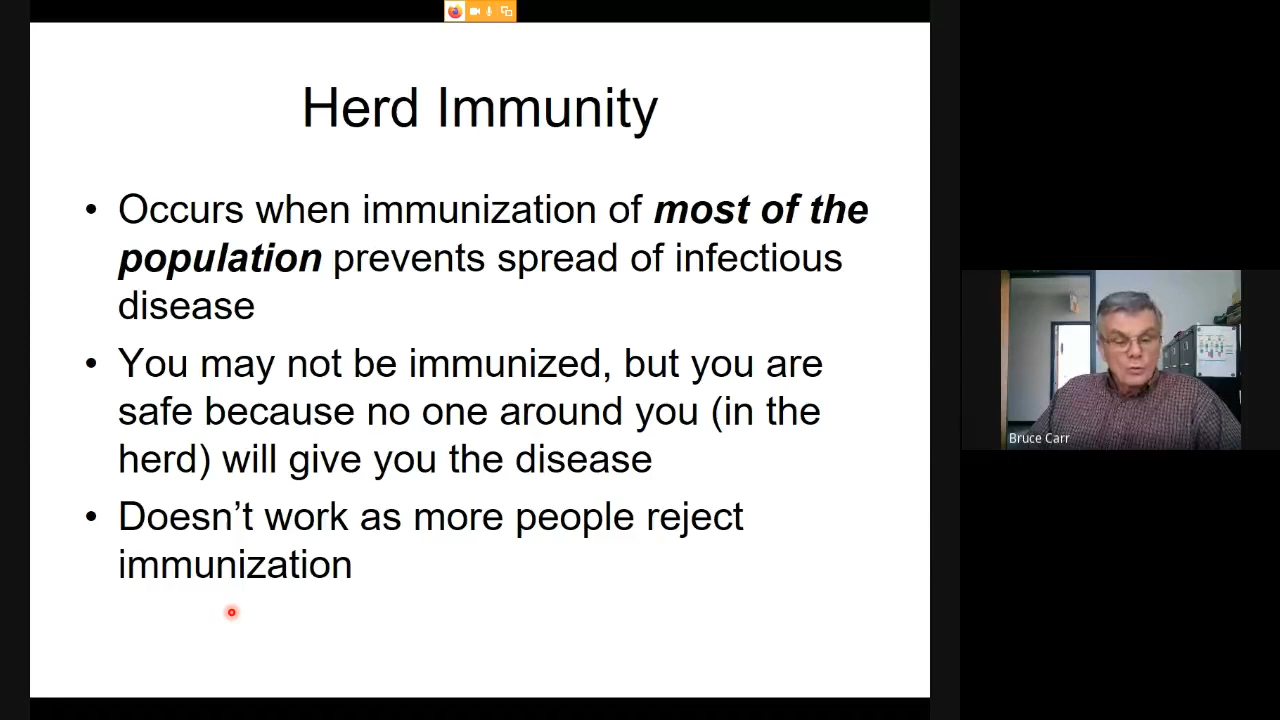 Herd Immunity
• Occurs when immunization of most of the
population prevents spread of infectious
disease
• You may not be immunized, but you are
safe because no one around you (in the
herd) will give you the disease
• Doesn’t work as more people reject
immunization
Bruce Carr